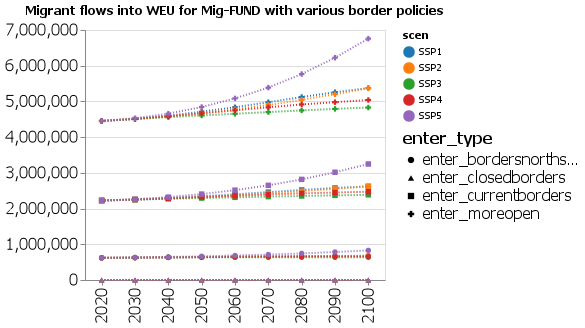 Migrant flows into WEU for Mig-FUND with various border policies
7,000,000
6,000,000
5,000,000
4,000,000
3,000,000
2,000,000
1,000,000
0
2020
2030
2040
2050
2060
2070
2080
2090
2100
scen
SSP1
SSP2
SSP3
SSP4
SSP5
enter_type
enter_bordersnorths...
enter_closedborders
enter_currentborders
enter_moreopen